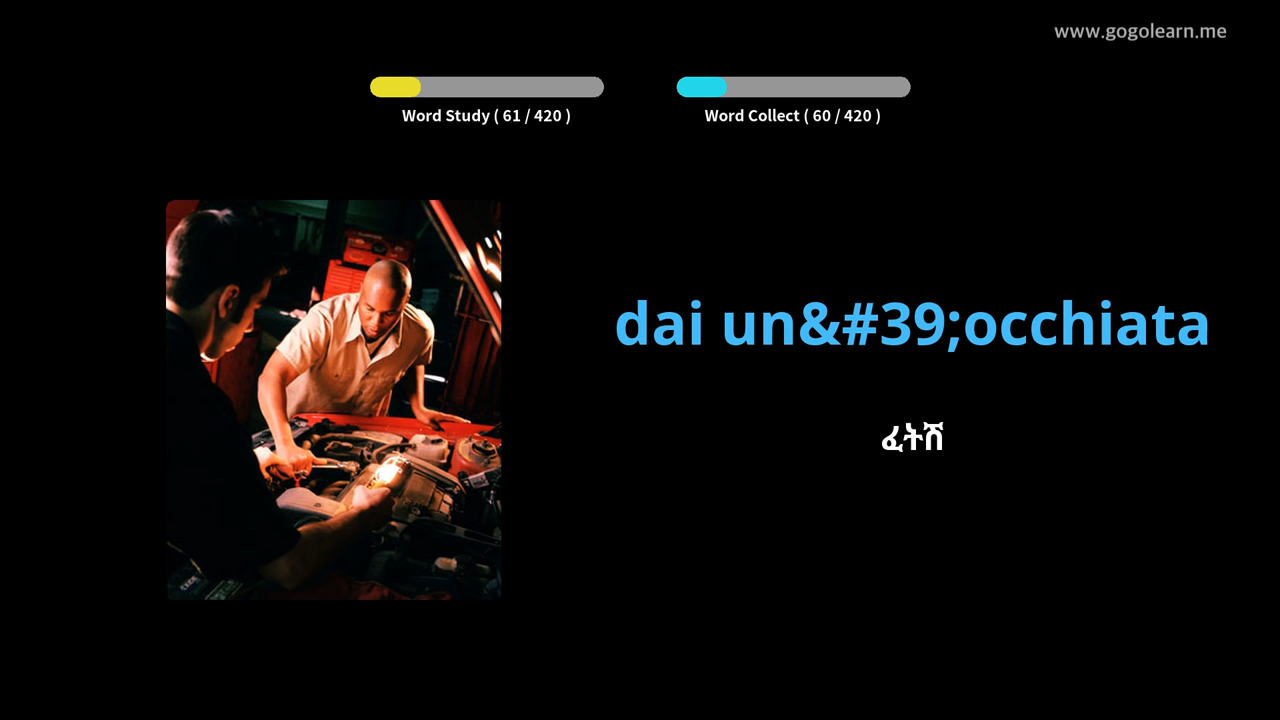 www.gogolearn.me
Word Study ( 61 / 420 )
Word Collect ( 60 / 420 )
dai un&#39;occhiata
ፈትሽ